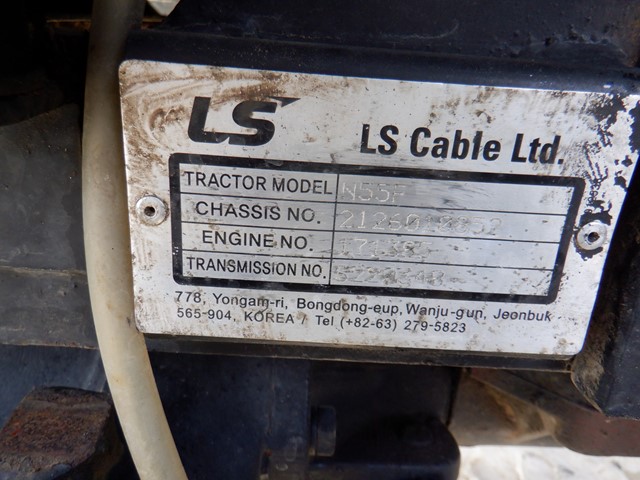 LS LS Cable Ltd.
TRACTOR MODEL
CHASSIS NO.
ENGINE NO.
TRANSMISSION NO.
778, Yongam-ri, Bongdong-eup, Wanju-gun, Jeonbuk
565-904, KOREA / Tel (+82-63) 279-5823